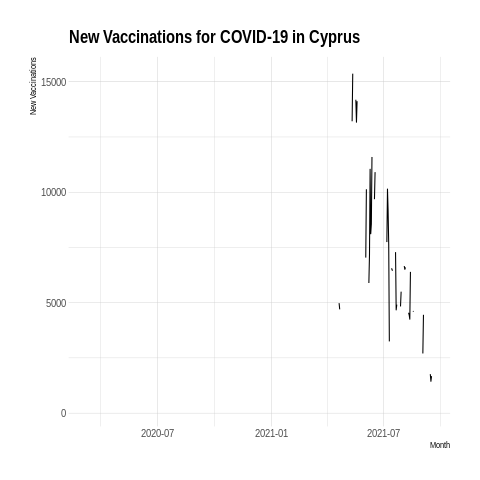 New Vaccinations for COVID-19 in Cyprus
New Vaccinations
15000
10000
5000
0
2020-07
2021-01
2021-07
Month